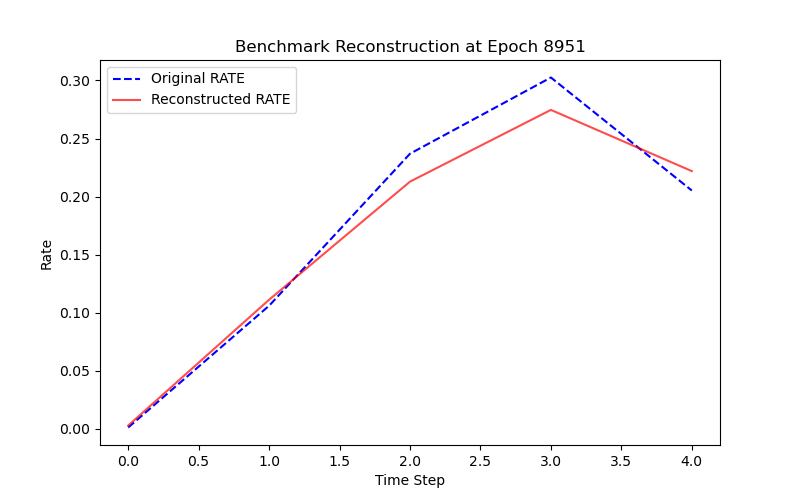 Benchmark Reconstruction at Epoch 8951
Original RATE
Reconstructed RATE
Rate
0.30
0.25
0.20
0.15
0.10
0.05
0.00
0.0 0.5 1.0 1.5 2.0 2.5 3.0 3.5 4.0
Time Step